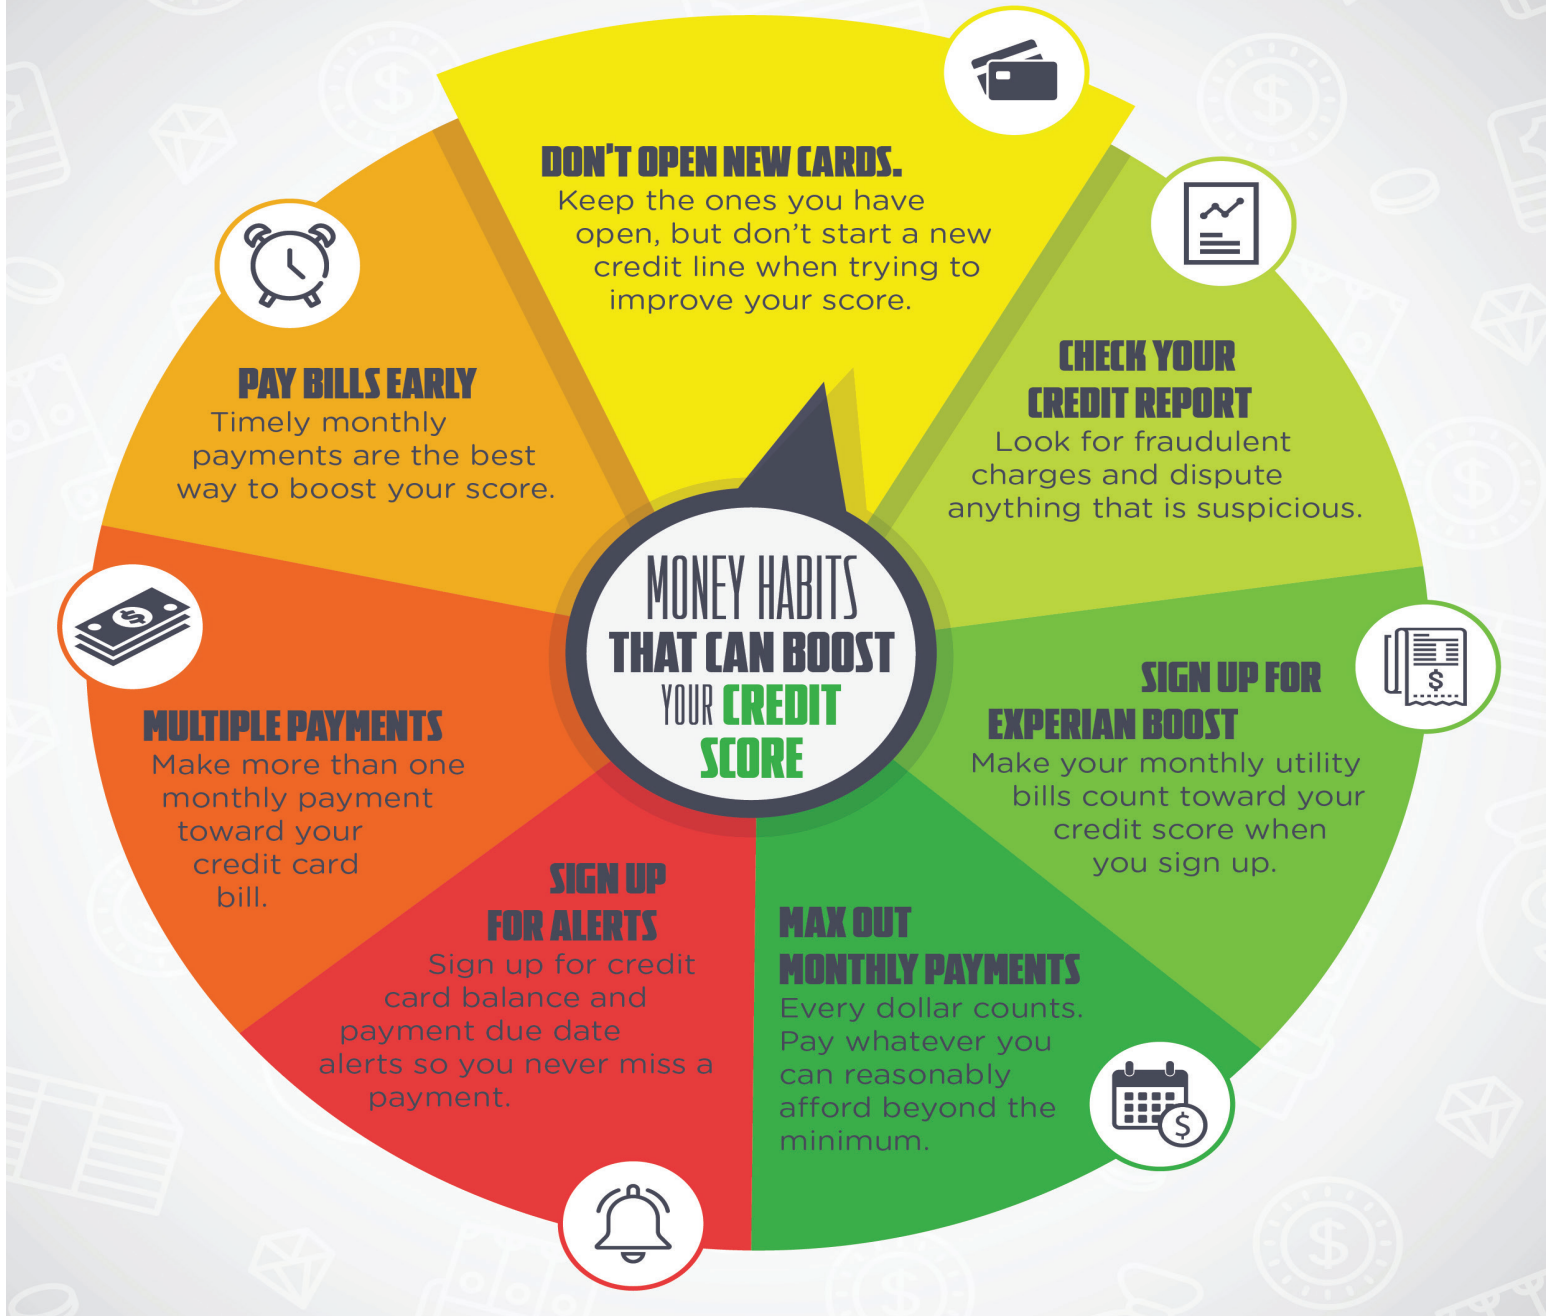 DON'T OPEN NEW CARDS.
Keep the ones you have
open, but don't start a new
credit line when trying to
improve your score.
CHECK YOUR
CREDIT REPORT
Look for fraudulent
charges and dispute
anything that is suspicious.
SIGN UP FOR
EXPERIAN BOOST
Make your monthly utility
bills count toward your
credit score when
you sign up.
MAX OUT
MONTHLY PAYMENTS
Every dollar counts.
Pay whatever you
can reasonably
afford beyond the
minimum.
SIGN UP
FOR ALERTS
Sign up for credit
card balance and
payment due date
alerts so you never miss a
payment.
MULTIPLE PAYMENTS
Make more than one
monthly payment
toward your
credit card
bill.
PAY BILLS EARLY
Timely monthly
payments are the best
way to boost your score.
MONEY HABITS
THAT CAN BOOST
YOUR CREDIT
SCORE